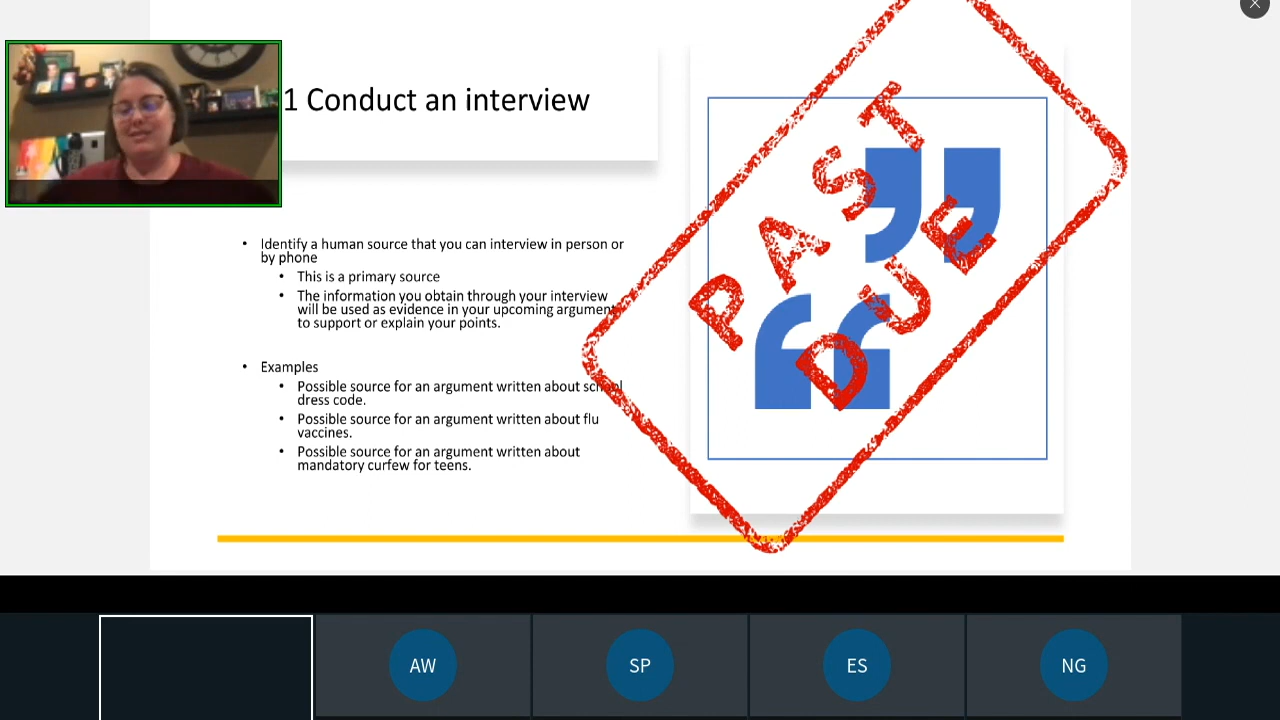 1 Conduct an interview
• Identify a human source that you can interview in person or
by phone
• This is a primary source
• The information you obtain through your interview
will be used as evidence in your upcoming argument
to support or explain your points.
• Examples
• Possible source for an argument written about school
dress code.
• Possible source for an argument written about flu
vaccines.
• Possible source for an argument written about
mandatory curfew for teens.
PAST
DUE
AW
SP
ES
NG